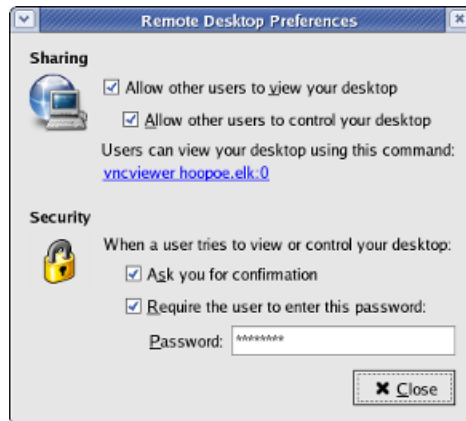 Remote Desktop Preferences
Sharing
Allow other users to view your desktop
Allow other users to control your desktop
Users can view your desktop using this command:
vncviewer hoopoe.elk:0
Security
When a user tries to view or control your desktop:
Ask you for confirmation
Require the user to enter this password:
Password: ********
Close